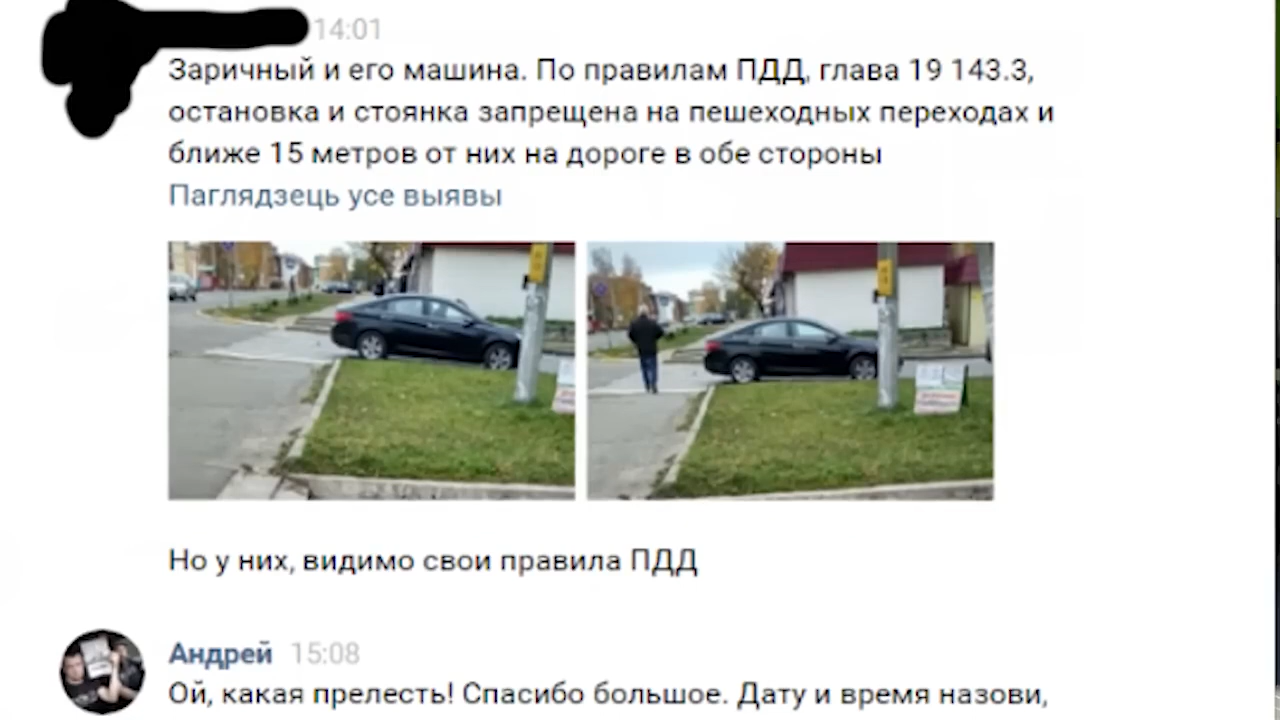 14:01
Заричный и его машина. По правилам ПДД, глава 19 143.3,
остановка и стоянка запрещена на пешеходных переходах и
ближе 15 метров от них на дороге в обе стороны
Паглядзець усе выявы
Но у них, видимо свои правила ПДД
Андрей 15:08
Ой, какая прелесть! Спасибо большое. Дату и время назови,